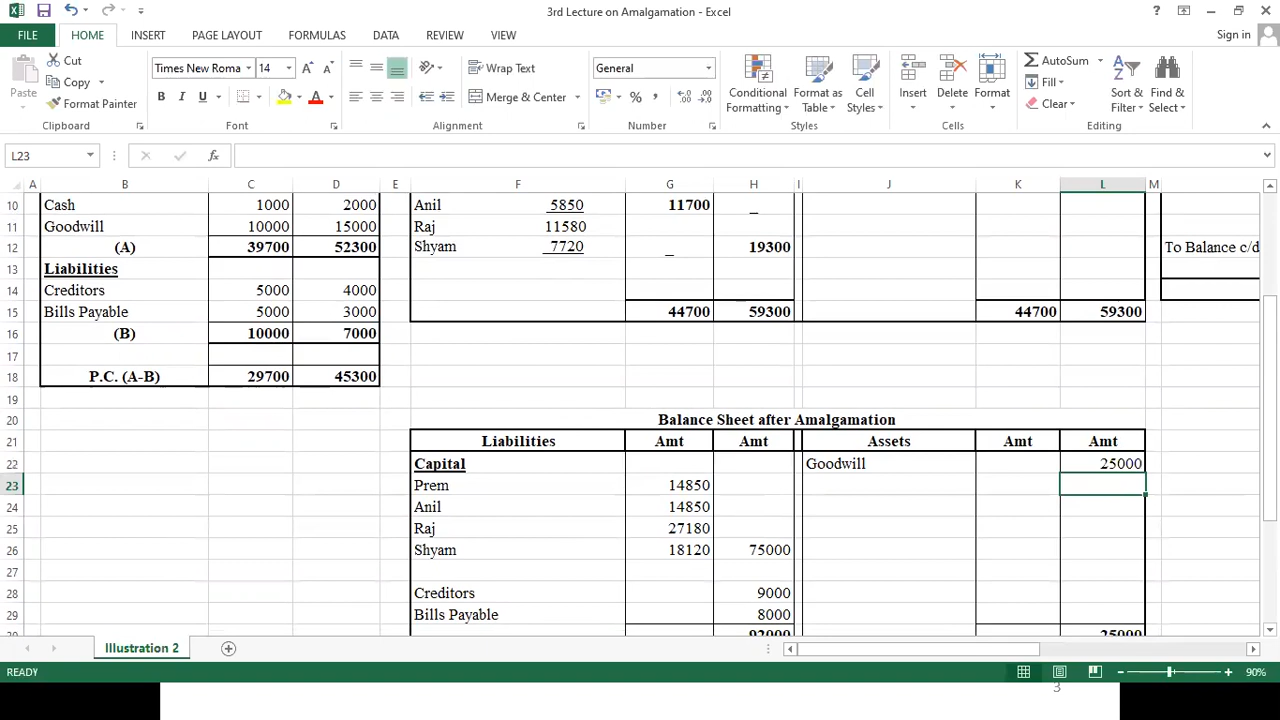 3rd Lecture on Amalgamation - Excel
FILE HOME INSERT PAGE LAYOUT FORMULAS DATA REVIEW VIEW Sign in
Cut
Copy
Format Painter
Paste
Clipboard
Times New Roma 14
B I U A
Font
Wrap Text
Merge & Center
Alignment
General
% ,
Number
Conditional Formatting
Format as Table
Cell Styles
Styles
Insert Delete Format
Cells
AutoSum
Fill
Clear
Sort & Filter
Find & Select
Editing
L23 fx
A B C D E F G H I J K L M
10 Cash 1000 2000 Anil 5850 11700 _
11 Goodwill 10000 15000 Raj 11580
12 (A) 39700 52300 Shyam 7720 _ 19300 To Balance c/d
13 Liabilities
14 Creditors 5000 4000
15 Bills Payable 5000 3000 44700 59300 44700 59300
16 (B) 10000 7000
17
18 P.C. (A-B) 29700 45300
19
20 Balance Sheet after Amalgamation
21 Liabilities Amt Amt Assets Amt Amt
22 Capital Goodwill 25000
23 Prem 14850
24 Anil 14850
25 Raj 27180
26 Shyam 18120 75000
27
28 Creditors 9000
29 Bills Payable 8000
92000 25000
Illustration 2
READY 90%
3